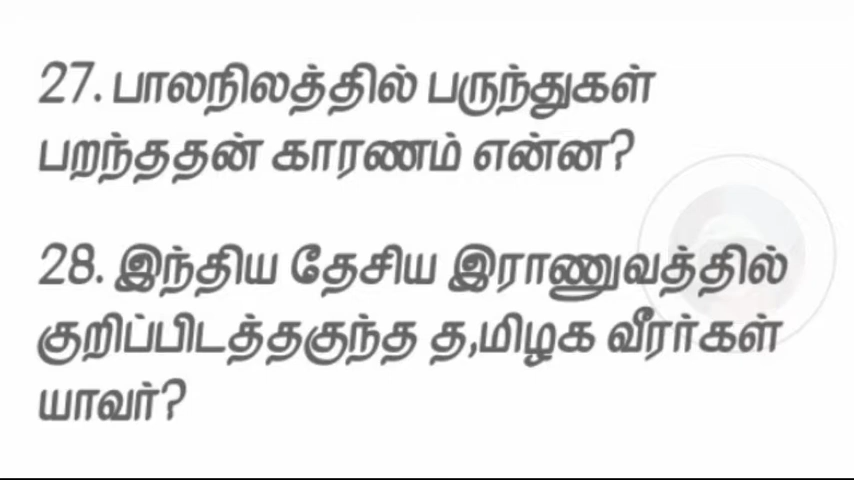 27. பாலநிலத்தில் பருந்துகள்
பறந்ததன் காரணம் என்ன?
28. இந்திய தேசிய இராணுவத்தில்
குறிப்பிடத்தகுந்த த,மிழக வீரர்கள்
யாவர்?